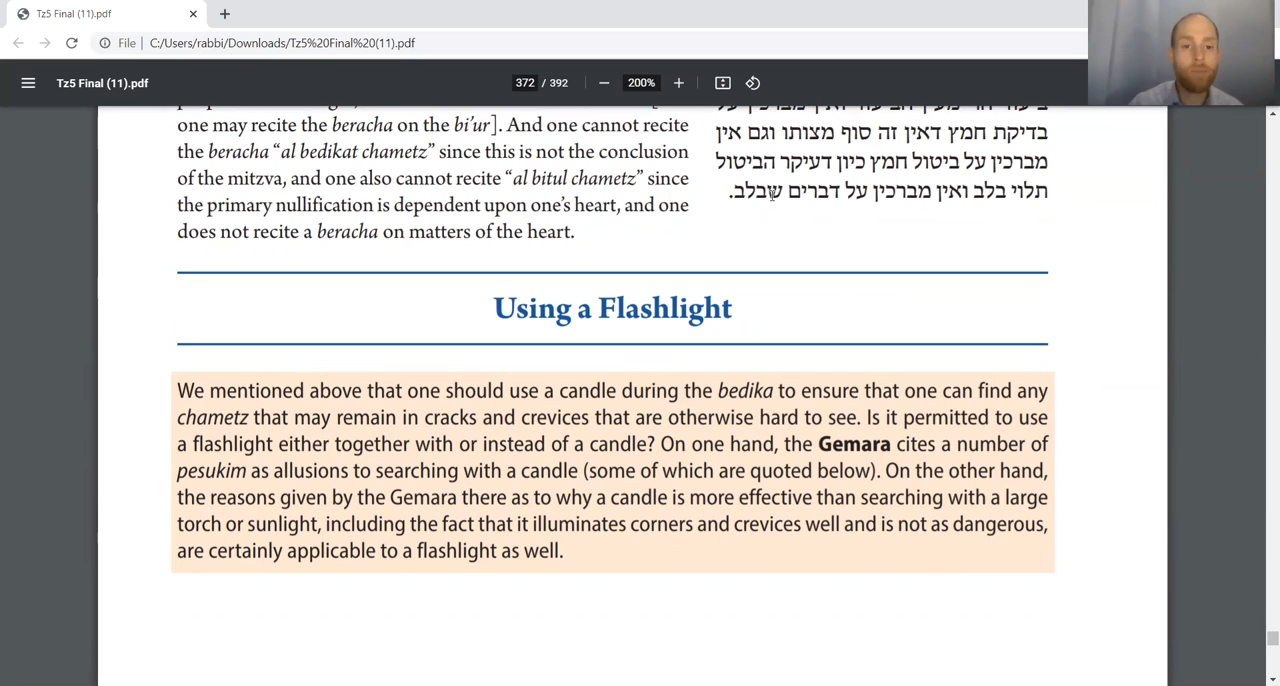 Tz5 Final (11).pdf
File | C:/Users/rabbi/Downloads/Tz5%20Final%20(11).pdf
Tz5 Final (11).pdf
372 / 392
200%
one may recite the beracha on the bi'ur]. And one cannot recite
the beracha “al bedikat chametz” since this is not the conclusion
of the mitzva, and one also cannot recite “al bitul chametz” since
the primary nullification is dependent upon one's heart, and one
does not recite a beracha on matters of the heart.
בדיקת חמץ דאין זה סוף מצותו וגם אין
מברכין על ביטול חמץ כיון דעיקר הביטול
תלוי בלב ואין מברכין על דברים שבלב.
Using a Flashlight
We mentioned above that one should use a candle during the bedika to ensure that one can find any
chametz that may remain in cracks and crevices that are otherwise hard to see. Is it permitted to use
a flashlight either together with or instead of a candle? On one hand, the Gemara cites a number of
pesukim as allusions to searching with a candle (some of which are quoted below). On the other hand,
the reasons given by the Gemara there as to why a candle is more effective than searching with a large
torch or sunlight, including the fact that it illuminates corners and crevices well and is not as dangerous,
are certainly applicable to a flashlight as well.